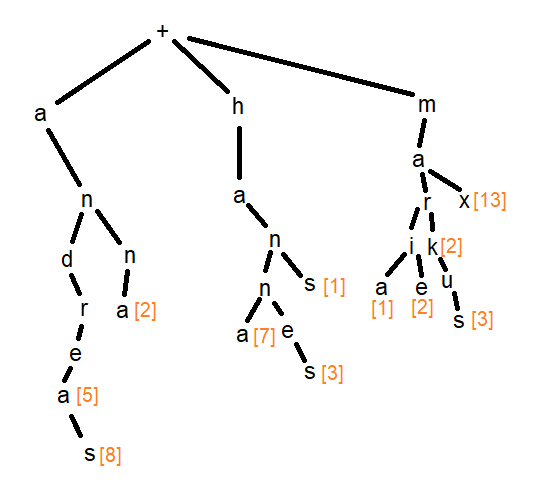 +
a h m
a
n a r x [13]
d n n i k [2]
r a [2] n s [1] a e u
[1] [2]
e a [7] e s [3]
a [5] s [3]
s [8]